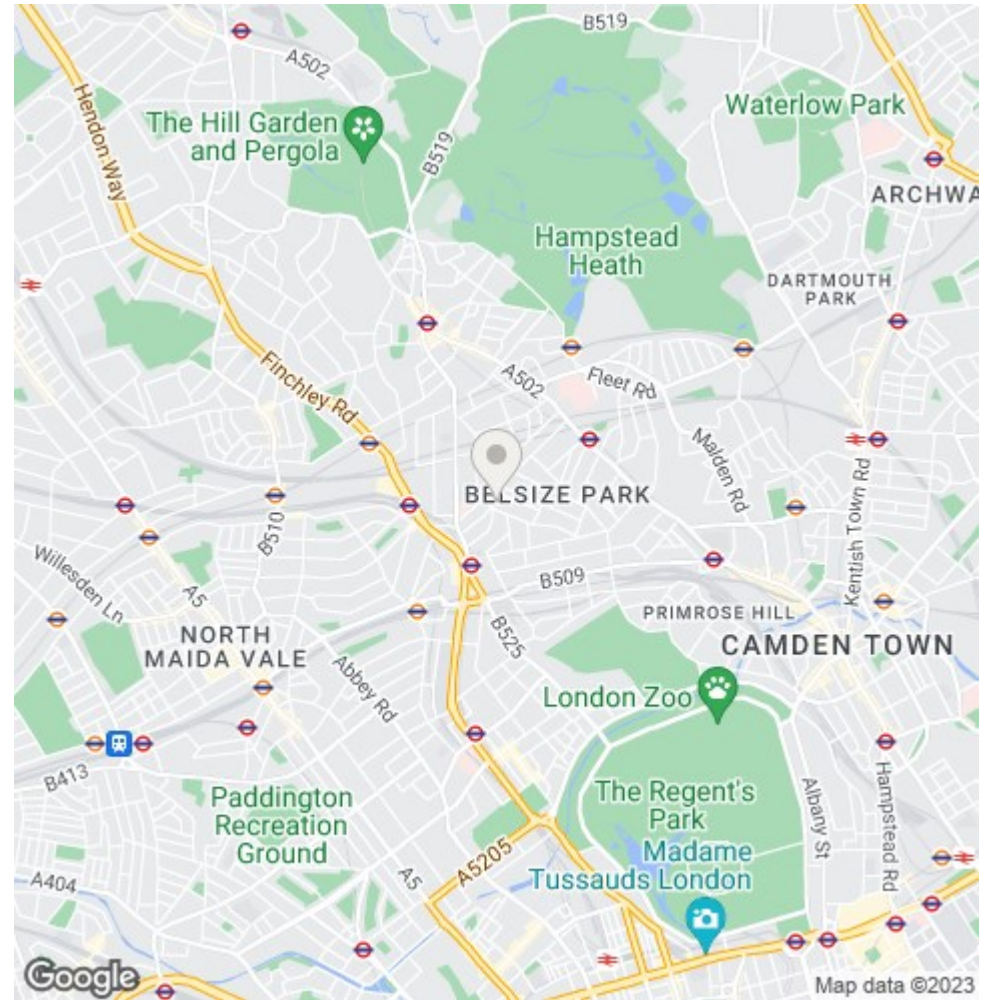 B519
A502
Hendon Way
The Hill Garden
and Pergola
B519
Waterlow Park
ARCHWA
Hampstead
Heath
DARTMOUTH
PARK
Finchley Rd
A502
Fleet Rd
Malden Rd
BELSIZE PARK
Kentish Town Rd
B510
Willesden Ln
A5
B509
PRIMROSE HILL
NORTH
MAIDA VALE
B525
CAMDEN TOWN
Abbey Rd
London Zoo
B413
Paddington
Recreation
Ground
The Regent's
Park
Albany St
Hampstead Rd
Madame
Tussauds London
A5205
A404
A5
Google
Map data ©2023